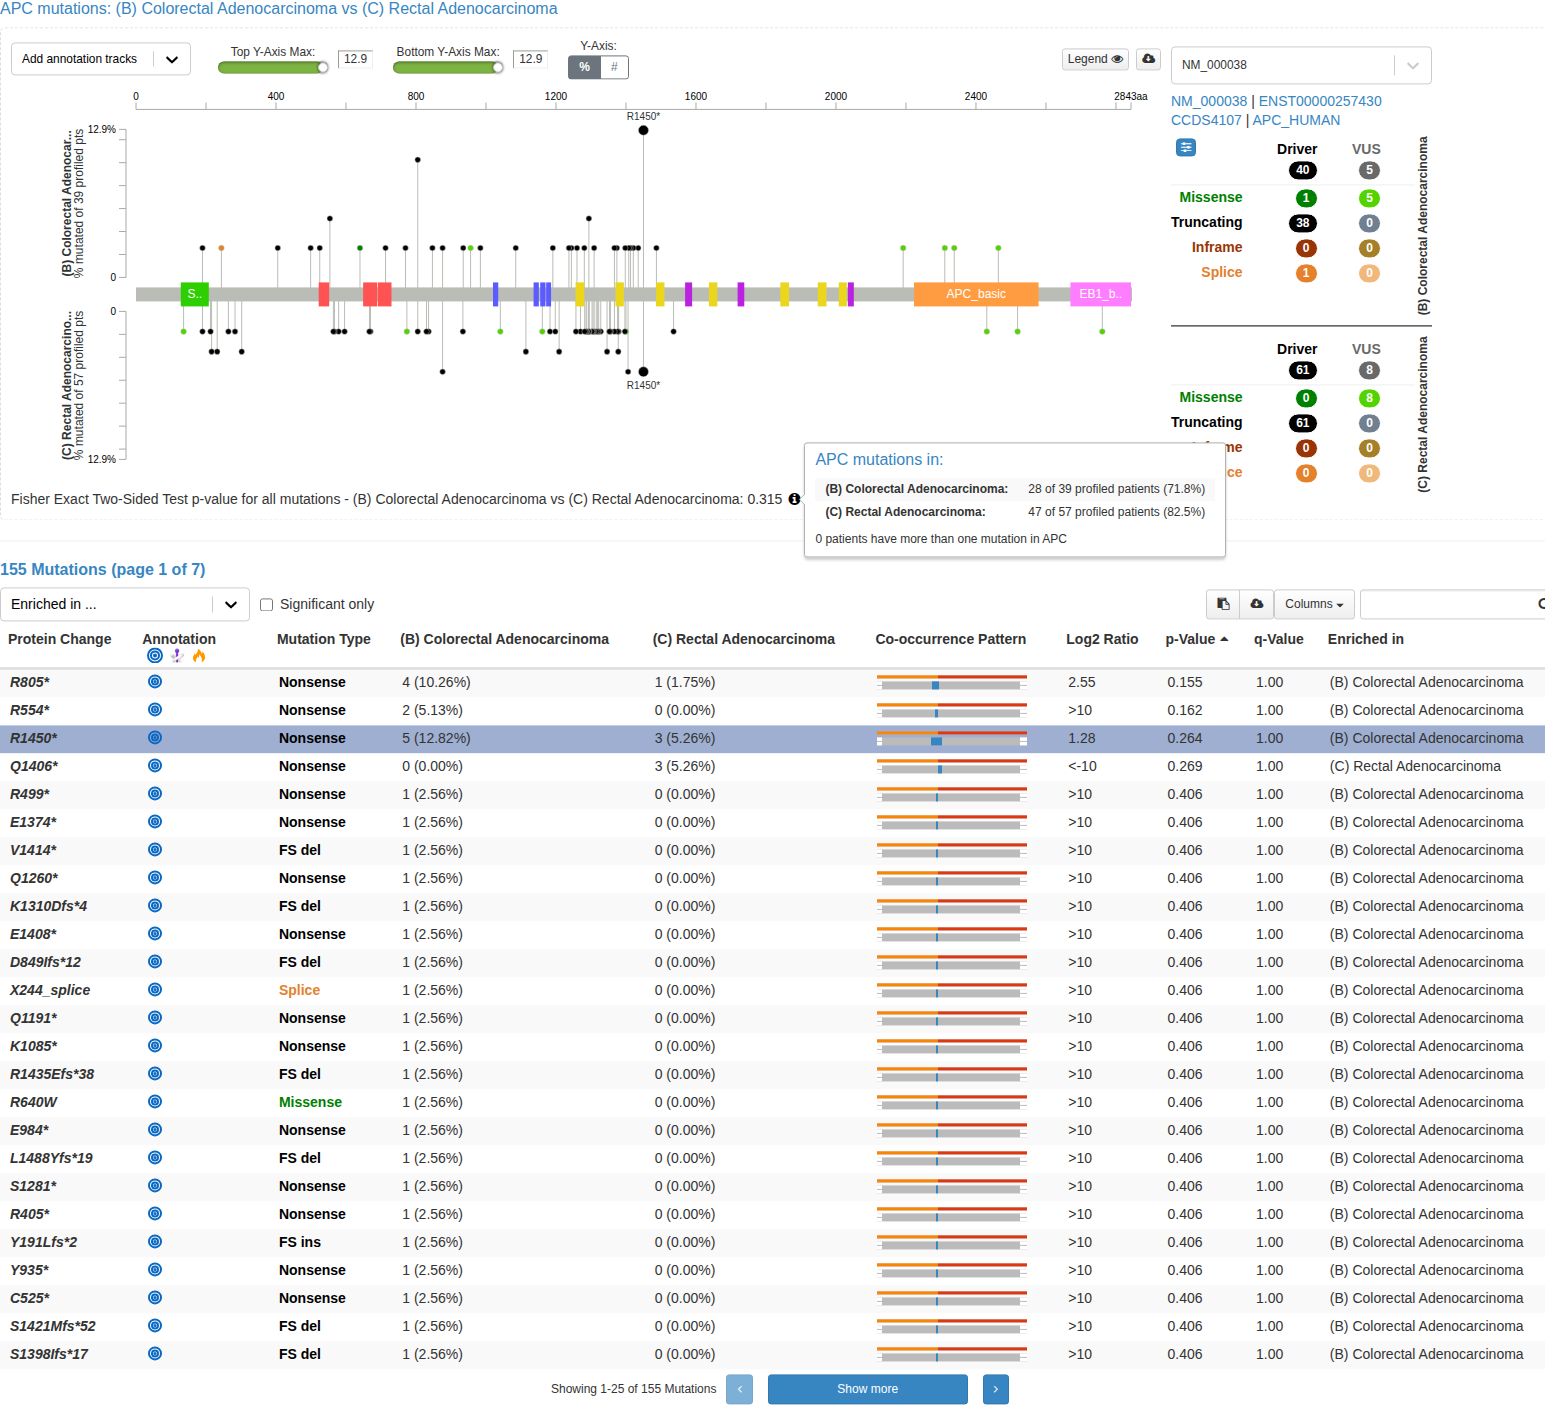 APC mutations: (B) Colorectal Adenocarcinoma vs (C) Rectal Adenocarcinoma
Add annotation tracks
Top Y-Axis Max: 12.9
Bottom Y-Axis Max: 12.9
Y-Axis:
% #
Legend
NM_000038
NM_000038 | ENST00000257430
CCDS4107 | APC_HUMAN
0 400 800 1200 1600 2000 2400 2843aa
R1450*
12.9%
0
(B) Colorectal Adenocar...
% mutated of 39 profiled pts
S.. APC_basic EB1_b..
0
12.9%
(C) Rectal Adenocarcino...
% mutated of 57 profiled pts
R1450*
Driver VUS
40 5
Missense 1 5
Truncating 38 0
Inframe 0 0
Splice 1 0
(B) Colorectal Adenocarcinoma
Driver VUS
61 8
Missense 0 8
Truncating 61 0
me 0 0
ce 0 0
(C) Rectal Adenocarcinoma
Fisher Exact Two-Sided Test p-value for all mutations - (B) Colorectal Adenocarcinoma vs (C) Rectal Adenocarcinoma: 0.315
APC mutations in:
(B) Colorectal Adenocarcinoma: 28 of 39 profiled patients (71.8%)
(C) Rectal Adenocarcinoma: 47 of 57 profiled patients (82.5%)
0 patients have more than one mutation in APC
155 Mutations (page 1 of 7)
Enriched in ...
Significant only
Columns
Protein Change Annotation Mutation Type (B) Colorectal Adenocarcinoma (C) Rectal Adenocarcinoma Co-occurrence Pattern Log2 Ratio p-Value q-Value Enriched in
R805* Nonsense 4 (10.26%) 1 (1.75%) 2.55 0.155 1.00 (B) Colorectal Adenocarcinoma
R554* Nonsense 2 (5.13%) 0 (0.00%) >10 0.162 1.00 (B) Colorectal Adenocarcinoma
R1450* Nonsense 5 (12.82%) 3 (5.26%) 1.28 0.264 1.00 (B) Colorectal Adenocarcinoma
Q1406* Nonsense 0 (0.00%) 3 (5.26%) <-10 0.269 1.00 (C) Rectal Adenocarcinoma
R499* Nonsense 1 (2.56%) 0 (0.00%) >10 0.406 1.00 (B) Colorectal Adenocarcinoma
E1374* Nonsense 1 (2.56%) 0 (0.00%) >10 0.406 1.00 (B) Colorectal Adenocarcinoma
V1414* FS del 1 (2.56%) 0 (0.00%) >10 0.406 1.00 (B) Colorectal Adenocarcinoma
Q1260* Nonsense 1 (2.56%) 0 (0.00%) >10 0.406 1.00 (B) Colorectal Adenocarcinoma
K1310Dfs*4 FS del 1 (2.56%) 0 (0.00%) >10 0.406 1.00 (B) Colorectal Adenocarcinoma
E1408* Nonsense 1 (2.56%) 0 (0.00%) >10 0.406 1.00 (B) Colorectal Adenocarcinoma
D849Ifs*12 FS del 1 (2.56%) 0 (0.00%) >10 0.406 1.00 (B) Colorectal Adenocarcinoma
X244_splice Splice 1 (2.56%) 0 (0.00%) >10 0.406 1.00 (B) Colorectal Adenocarcinoma
Q1191* Nonsense 1 (2.56%) 0 (0.00%) >10 0.406 1.00 (B) Colorectal Adenocarcinoma
K1085* Nonsense 1 (2.56%) 0 (0.00%) >10 0.406 1.00 (B) Colorectal Adenocarcinoma
R1435Efs*38 FS del 1 (2.56%) 0 (0.00%) >10 0.406 1.00 (B) Colorectal Adenocarcinoma
R640W Missense 1 (2.56%) 0 (0.00%) >10 0.406 1.00 (B) Colorectal Adenocarcinoma
E984* Nonsense 1 (2.56%) 0 (0.00%) >10 0.406 1.00 (B) Colorectal Adenocarcinoma
L1488Yfs*19 FS del 1 (2.56%) 0 (0.00%) >10 0.406 1.00 (B) Colorectal Adenocarcinoma
S1281* Nonsense 1 (2.56%) 0 (0.00%) >10 0.406 1.00 (B) Colorectal Adenocarcinoma
R405* Nonsense 1 (2.56%) 0 (0.00%) >10 0.406 1.00 (B) Colorectal Adenocarcinoma
Y191Lfs*2 FS ins 1 (2.56%) 0 (0.00%) >10 0.406 1.00 (B) Colorectal Adenocarcinoma
Y935* Nonsense 1 (2.56%) 0 (0.00%) >10 0.406 1.00 (B) Colorectal Adenocarcinoma
C525* Nonsense 1 (2.56%) 0 (0.00%) >10 0.406 1.00 (B) Colorectal Adenocarcinoma
S1421Mfs*52 FS del 1 (2.56%) 0 (0.00%) >10 0.406 1.00 (B) Colorectal Adenocarcinoma
S1398Ifs*17 FS del 1 (2.56%) 0 (0.00%) >10 0.406 1.00 (B) Colorectal Adenocarcinoma
Showing 1-25 of 155 Mutations
Show more